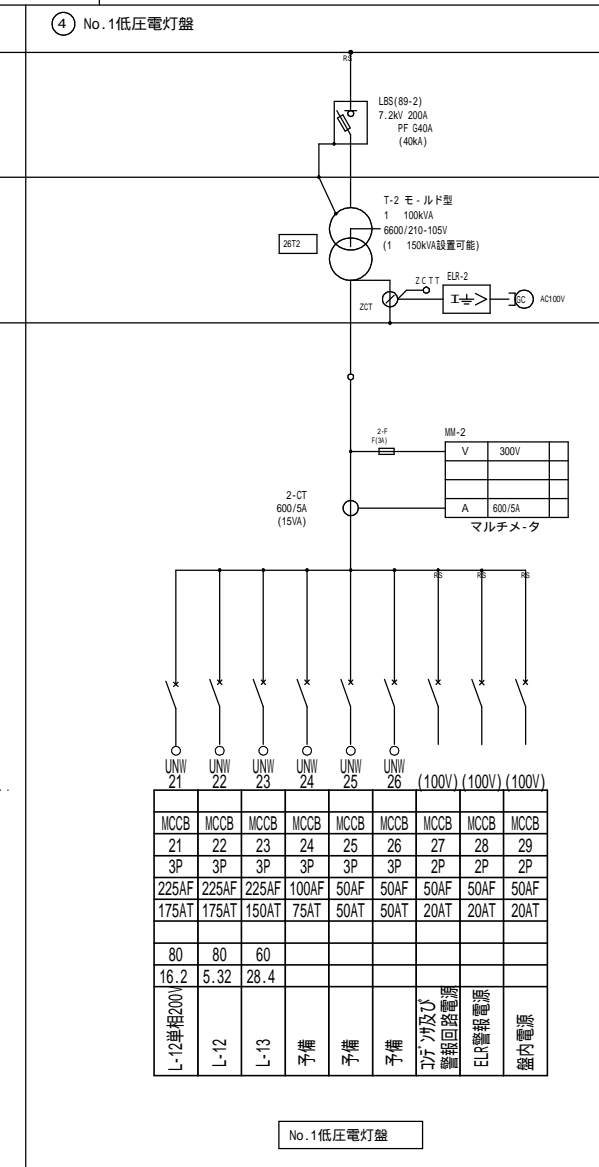 4 No.1低圧電灯盤
RS
LBS(89-2)
7.2kV 200A
PF G40A
(40kA)
T-2 モ-ルド型
1 100kVA
6600/210-105V
(1 150kVA設置可能)
26T2
ZCTT
ELR-2
ZCT
I
GC
AC100V
2-F
F(3A)
MM-2
V 300V
A 600/5A
マルチメ-タ
2-CT
600/5A
(15VA)
RS RS RS
UNW UNW UNW UNW UNW UNW
21 22 23 24 25 26 (100V) (100V) (100V)
MCCB MCCB MCCB MCCB MCCB MCCB MCCB MCCB MCCB
21 22 23 24 25 26 27 28 29
3P 3P 3P 3P 3P 3P 2P 2P 2P
225AF 225AF 225AF 100AF 50AF 50AF 50AF 50AF 50AF
175AT 175AT 150AT 75AT 50AT 50AT 20AT 20AT 20AT
80 80 60
16.2 5.32 28.4
L-12単相200V
L-12
L-13
予備
予備
予備
コンデンサ及び
警報回路電源
ELR警報電源
盤内電源
No.1低圧電灯盤